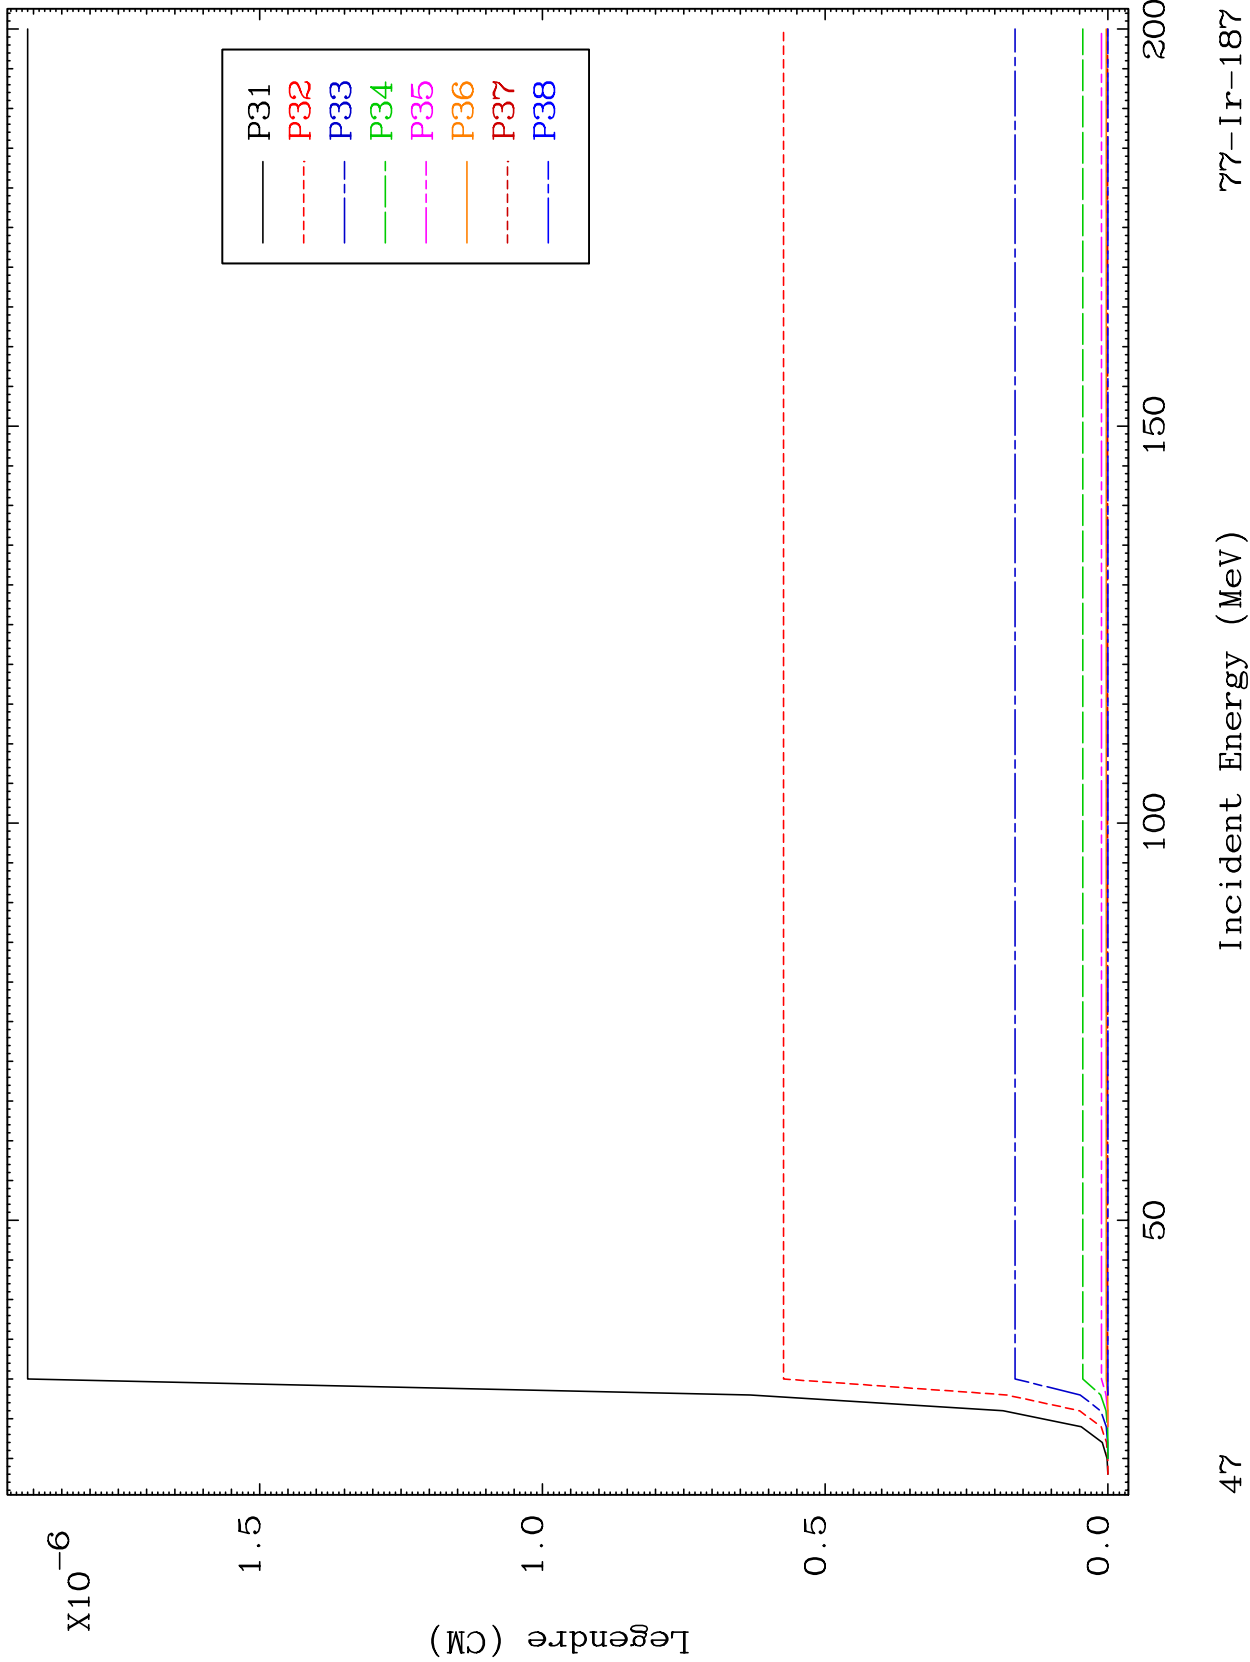 X10-6
1.5
1.0
0.5
0.0
Legendre (CM)
P31
P32
P33
P34
P35
P36
P37
P38
50
100
150
200
47
Incident Energy (MeV)
77-Ir-187